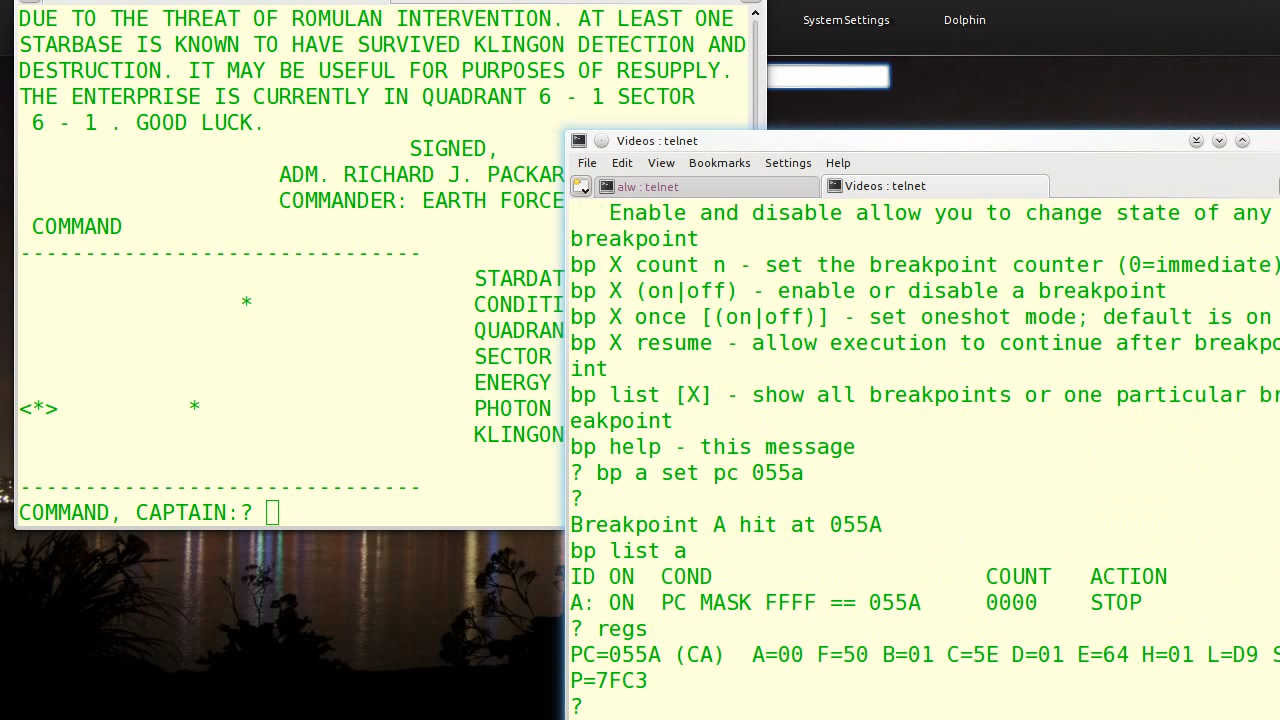 SystemSettings
Dolphin
DUE TO THE THREAT OF ROMULAN INTERVENTION. AT LEAST ONE
STARBASE IS KNOWN TO HAVE SURVIVED KLINGON DETECTION AND
DESTRUCTION. IT MAY BE USEFUL FOR PURPOSES OF RESUPPLY.
THE ENTERPRISE IS CURRENTLY IN QUADRANT 6 - 1 SECTOR
6 - 1 . GOOD LUCK.
SIGNED,
ADM. RICHARD J. PACKAR
COMMANDER: EARTH FORCE
COMMAND
-------------------------------
STARDAT
* CONDITI
QUADRAN
SECTOR
ENERGY
<*> * PHOTON
KLINGON
-------------------------------
COMMAND, CAPTAIN:?
Videos : telnet
File Edit View Bookmarks Settings Help
alw : telnet
Videos : telnet
Enable and disable allow you to change state of any
breakpoint
bp X count n - set the breakpoint counter (0=immediate)
bp X (on|off) - enable or disable a breakpoint
bp X once [(on|off)] - set oneshot mode; default is on
bp X resume - allow execution to continue after breakpo
int
bp list [X] - show all breakpoints or one particular br
eakpoint
bp help - this message
? bp a set pc 055a
?
Breakpoint A hit at 055A
bp list a
ID ON COND COUNT ACTION
A: ON PC MASK FFFF == 055A 0000 STOP
? regs
PC=055A (CA) A=00 F=50 B=01 C=5E D=01 E=64 H=01 L=D9 S
P=7FC3
?